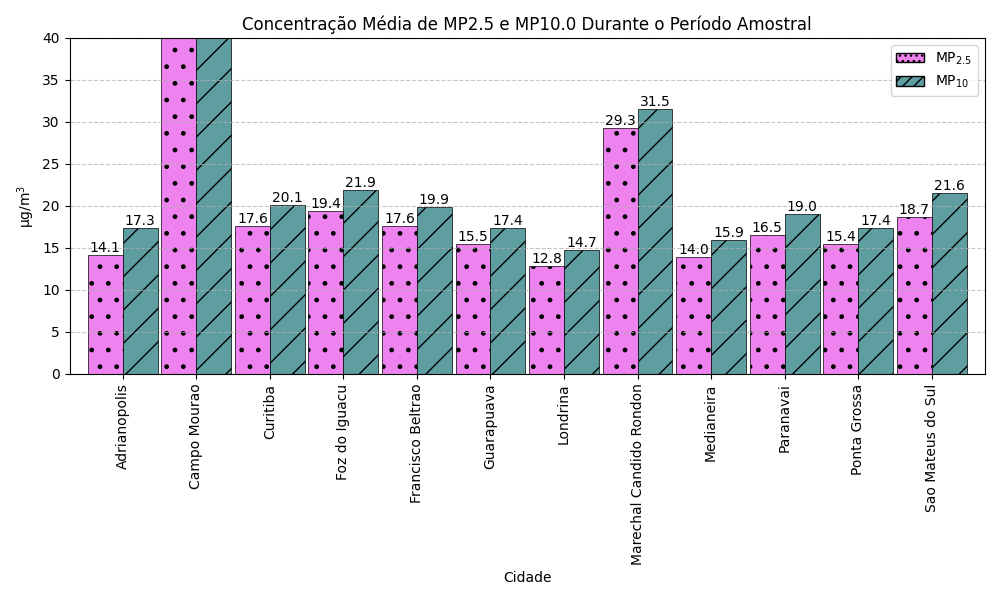 Concentração Média de MP2.5 e MP10.0 Durante o Período Amostral
MP2.5
MP10
µg/m³
40
35
30
25
20
15
10
5
0
14.1
17.3
17.6
20.1
19.4
21.9
17.6
19.9
15.5
17.4
12.8
14.7
29.3
31.5
14.0
15.9
16.5
19.0
15.4
17.4
18.7
21.6
Adrianopolis
Campo Mourao
Curitiba
Foz do Iguacu
Francisco Beltrao
Guarapuava
Londrina
Marechal Candido Rondon
Medianeira
Paranavai
Ponta Grossa
Sao Mateus do Sul
Cidade